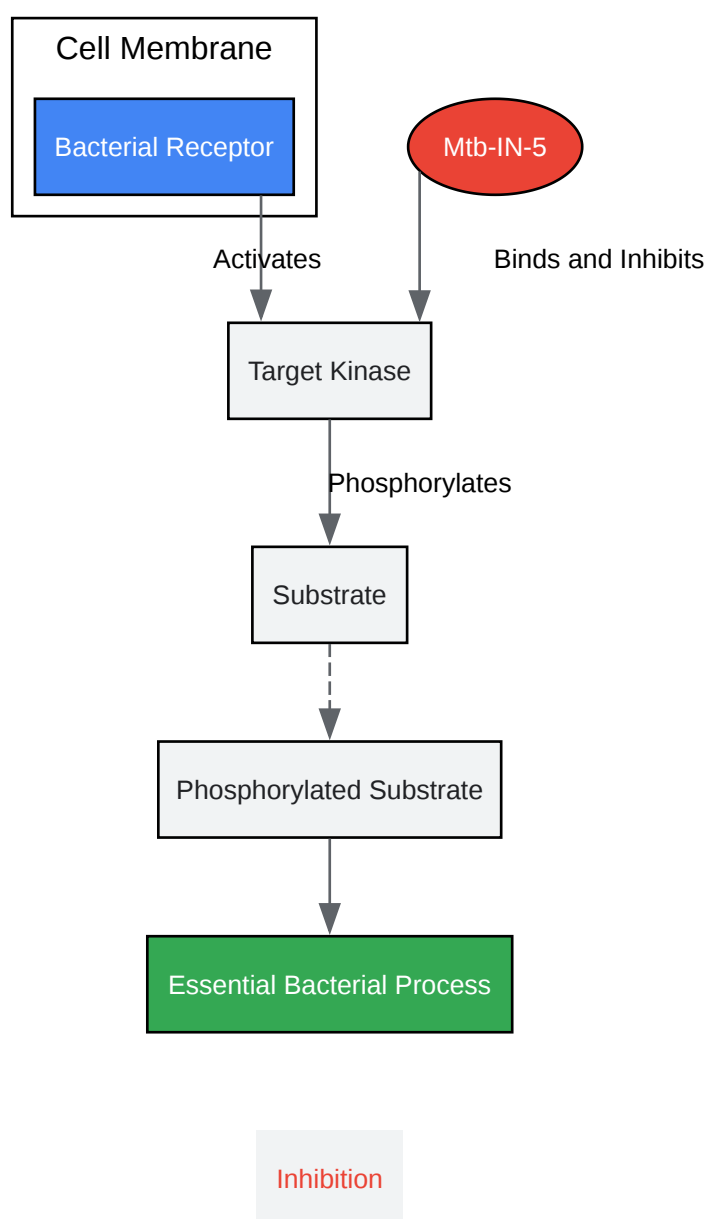 Cell Membrane
Bacterial Receptor
Mtb-IN-5
Activates
Binds and Inhibits
Target Kinase
Phosphorylates
Substrate
Phosphorylated Substrate
Essential Bacterial Process
Inhibition